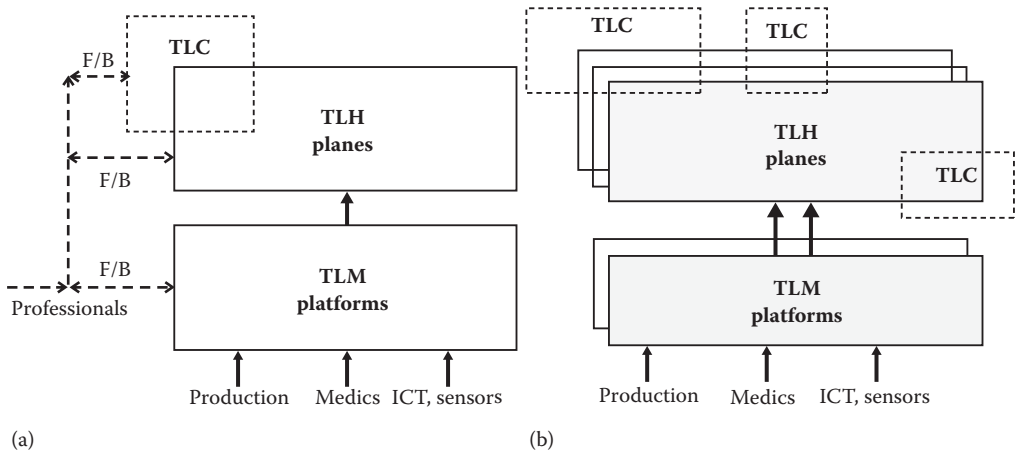 TLC
F/B
TLH
planes
F/B
F/B
TLM
platforms
Professionals
Production
Medics
ICT, sensors
(a)
TLC
TLC
TLH
planes
TLC
TLM
platforms
Production
Medics
ICT, sensors
(b)